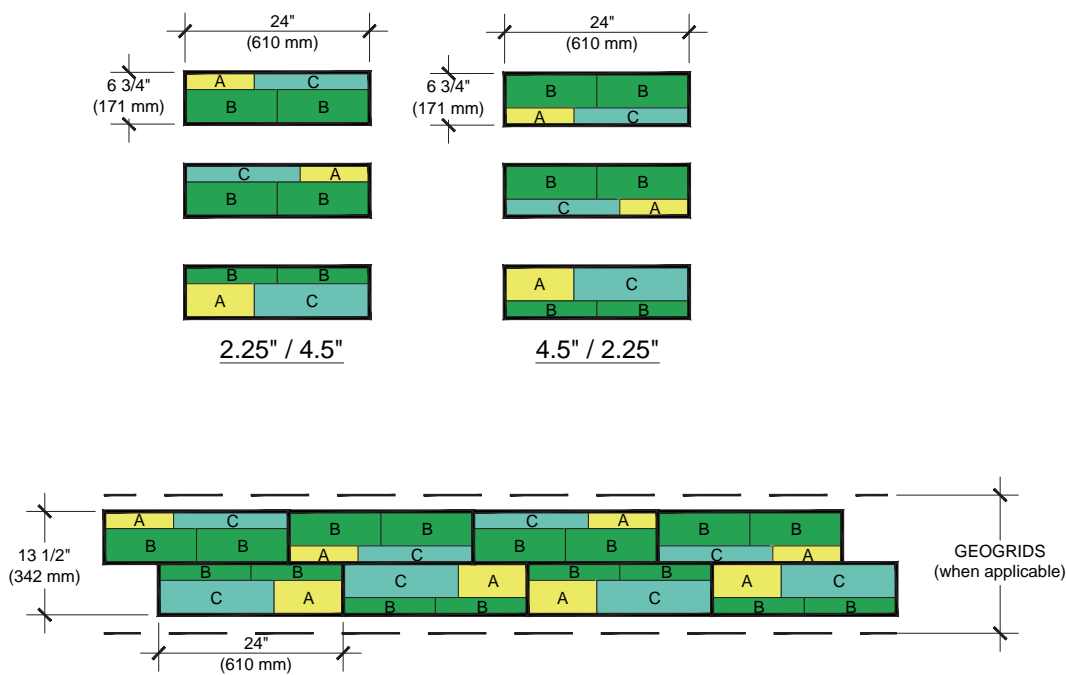 24"
(610 mm)
24"
(610 mm)
6 3/4"
(171 mm)
A C
B B
6 3/4"
(171 mm)
B B
A C
C A
B B
B B
C A
B B
A C
A C
B B
2.25" / 4.5"
4.5" / 2.25"
13 1/2"
(342 mm)
A C B B C A B B
B B A C B B C A
B B C A B B A C
C A B B A C B B
GEOGRIDS
(when applicable)
24"
(610 mm)